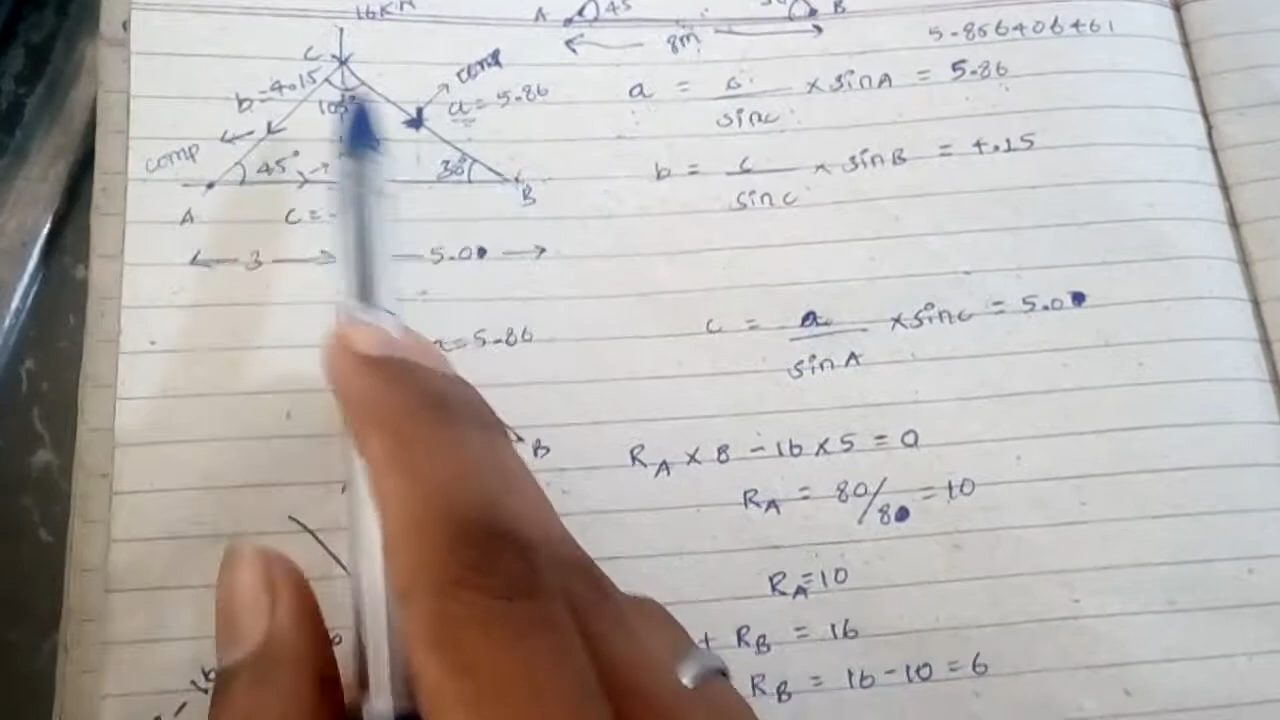 16KN
A 45 B
8m
5.856406461
C
b=4.15
105°
comp
a = 5.86
comp
45°
30°
A
B
c =
3
5.0
a = c/sinc × sinA = 5.86
b = c/sinc × sinB = 4.15
=5.86
c = a/sinA × sinc = 5.0
B
RA × 8 - 16 × 5 = 0
RA = 80/8 = 10
RA=10
+ RB = 16
RB = 16-10 = 6